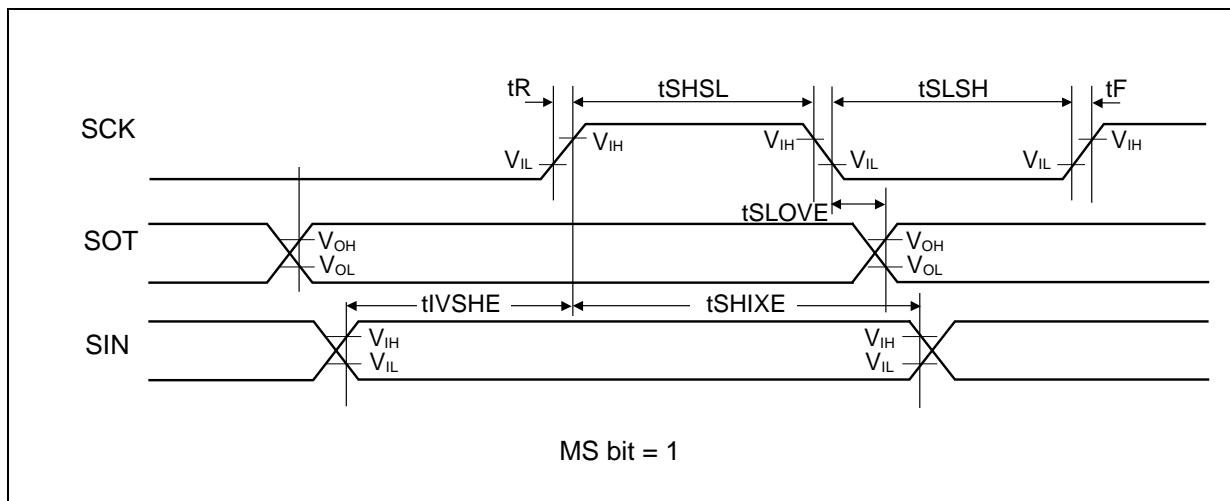 tR tSHSL tSLSH tF
SCK
VIH VIH VIH
VIL VIL VIL
tSLOVE
SOT
VOH VOH
VOL VOL
tIVSHE tSHIXE
SIN
VIH VIH
VIL VIL
MS bit = 1